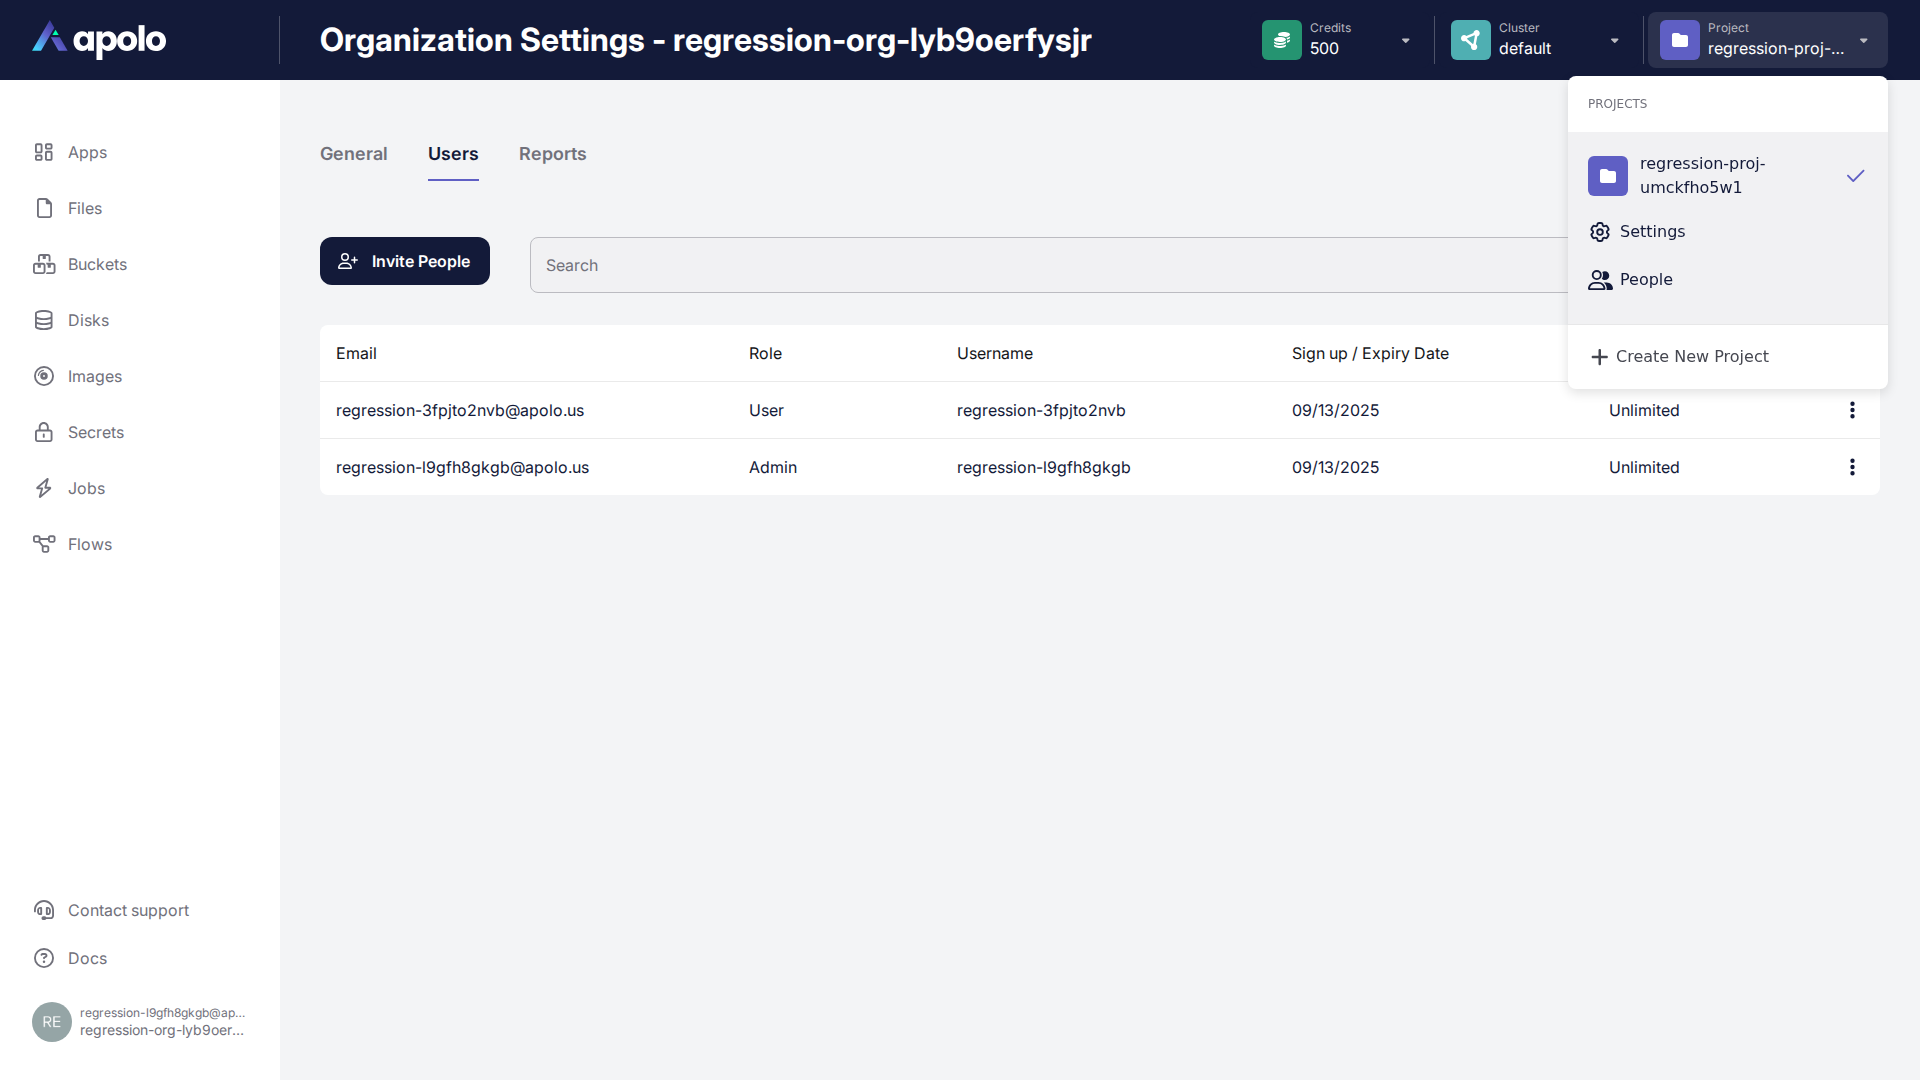 apolo
Organization Settings - regression-org-lyb9oerfysjr
Credits
500
Cluster
default
Project
regression-proj-...
PROJECTS
regression-proj-
umckfho5w1
Settings
People
Create New Project
Apps
Files
Buckets
Disks
Images
Secrets
Jobs
Flows
General Users Reports
Invite People
Search
Email Role Username Sign up / Expiry Date
regression-3fpjto2nvb@apolo.us User regression-3fpjto2nvb 09/13/2025 Unlimited
regression-l9gfh8gkgb@apolo.us Admin regression-l9gfh8gkgb 09/13/2025 Unlimited
Contact support
Docs
RE
regression-l9gfh8gkgb@ap...
regression-org-lyb9oer...